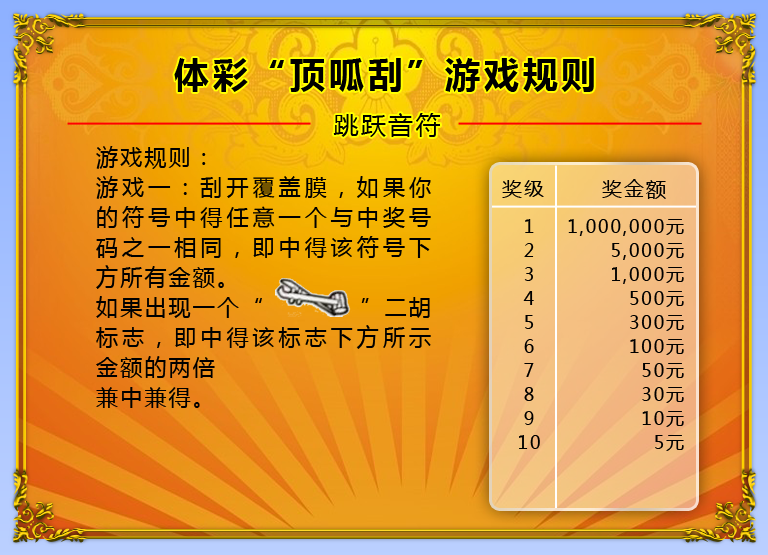 体彩“顶呱刮”游戏规则
跳跃音符
游戏规则：
游戏一：刮开覆盖膜，如果你
的符号中得任意一个与中奖号
码之一相同，即中得该符号下
方所有金额。
如果出现一个“ ”二胡
标志，即中得该标志下方所示
金额的两倍
兼中兼得。
奖级 奖金额
1 1,000,000元
2 5,000元
3 1,000元
4 500元
5 300元
6 100元
7 50元
8 30元
9 10元
10 5元